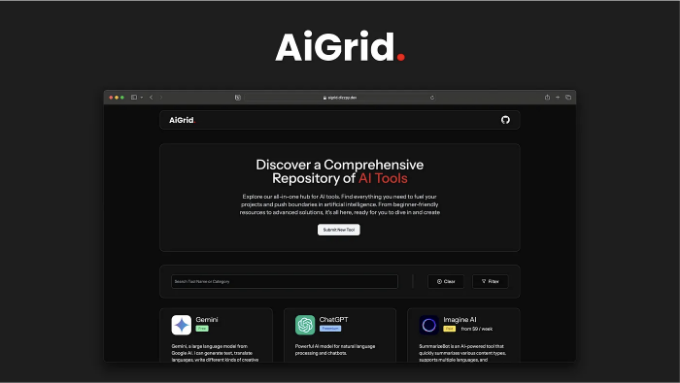 AiGrid.
AiGrid.
Discover a Comprehensive
Repository of AI Tools
Explore our all-in-one hub for AI tools. Find everything you need to fuel your
projects and push boundaries in artificial intelligence. From beginner-friendly
resources to advanced solutions, it's all here, ready for you to dive in and create
Submit New Tool
Search Tool Name or Category
Clear
Filter
Gemini
Free
Gemini, a large language model from
Google AI. I can generate text, translate
languages, write different kinds of creative
ChatGPT
Freemium
Powerful AI model for natural language
processing and chatbots.
Imagine AI
from $9 / week
SummarizeBot is an AI-powered tool that
quickly summarizes various content types,
supports multiple languages, and